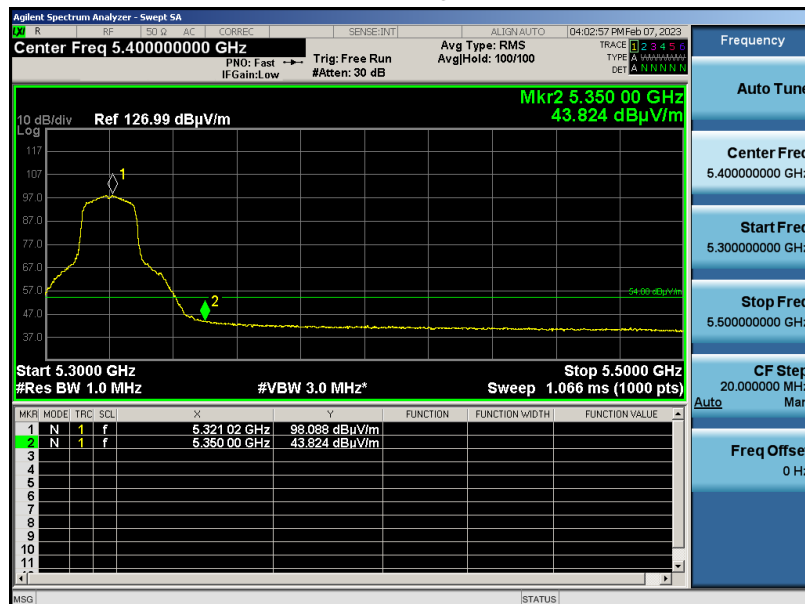 Agilent Spectrum Analyzer - Swept SA
LXI R RF 50 Ω AC CORREC SENSE:INT ALIGN AUTO 04:02:57 PM Feb 07, 2023
Center Freq 5.400000000 GHz
PNO: Fast
IFGain:Low
Trig: Free Run
#Atten: 30 dB
Avg Type: RMS
Avg|Hold: 100/100
TRACE 1 2 3 4 5 6
TYPE A WWWWW
DET A N N N N N
Mkr2 5.350 00 GHz
43.824 dBµV/m
10 dB/div Ref 126.99 dBµV/m
Log
117
107
97.0
87.0
77.0
67.0
57.0
47.0
37.0
1
2
54.00 dBµV/m
Start 5.3000 GHz Stop 5.5000 GHz
#Res BW 1.0 MHz #VBW 3.0 MHz* Sweep 1.066 ms (1000 pts)
MKR MODE TRC SCL X Y FUNCTION FUNCTION WIDTH FUNCTION VALUE
1 N 1 f 5.321 02 GHz 98.088 dBµV/m
2 N 1 f 5.350 00 GHz 43.824 dBµV/m
3
4
5
6
7
8
9
10
11
MSG STATUS
Frequency
Auto Tune
Center Freq
5.400000000 GHz
Start Freq
5.300000000 GHz
Stop Freq
5.500000000 GHz
CF Step
20.000000 MHz
Auto Man
Freq Offset
0 Hz